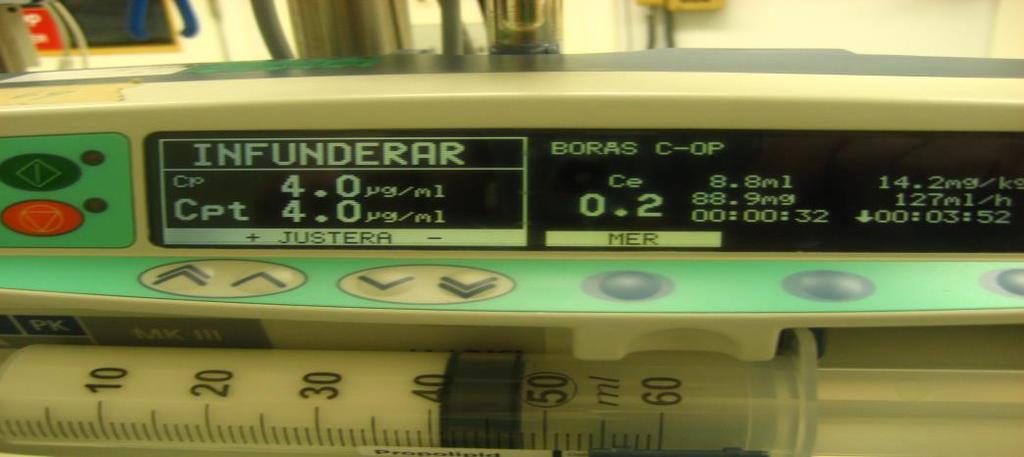 INFUNDERAR
Cp 4.0 µg/ml
Cpt 4.0 µg/ml
+ JUSTERA -
BORAS C-OP
Ce
0.2
8.8ml
88.9mg
00:00:32
14.2mg/kg
127ml/h
00:03:52
MER
PK
MK III
10 20 30 40 50 ml 60
Propolipid